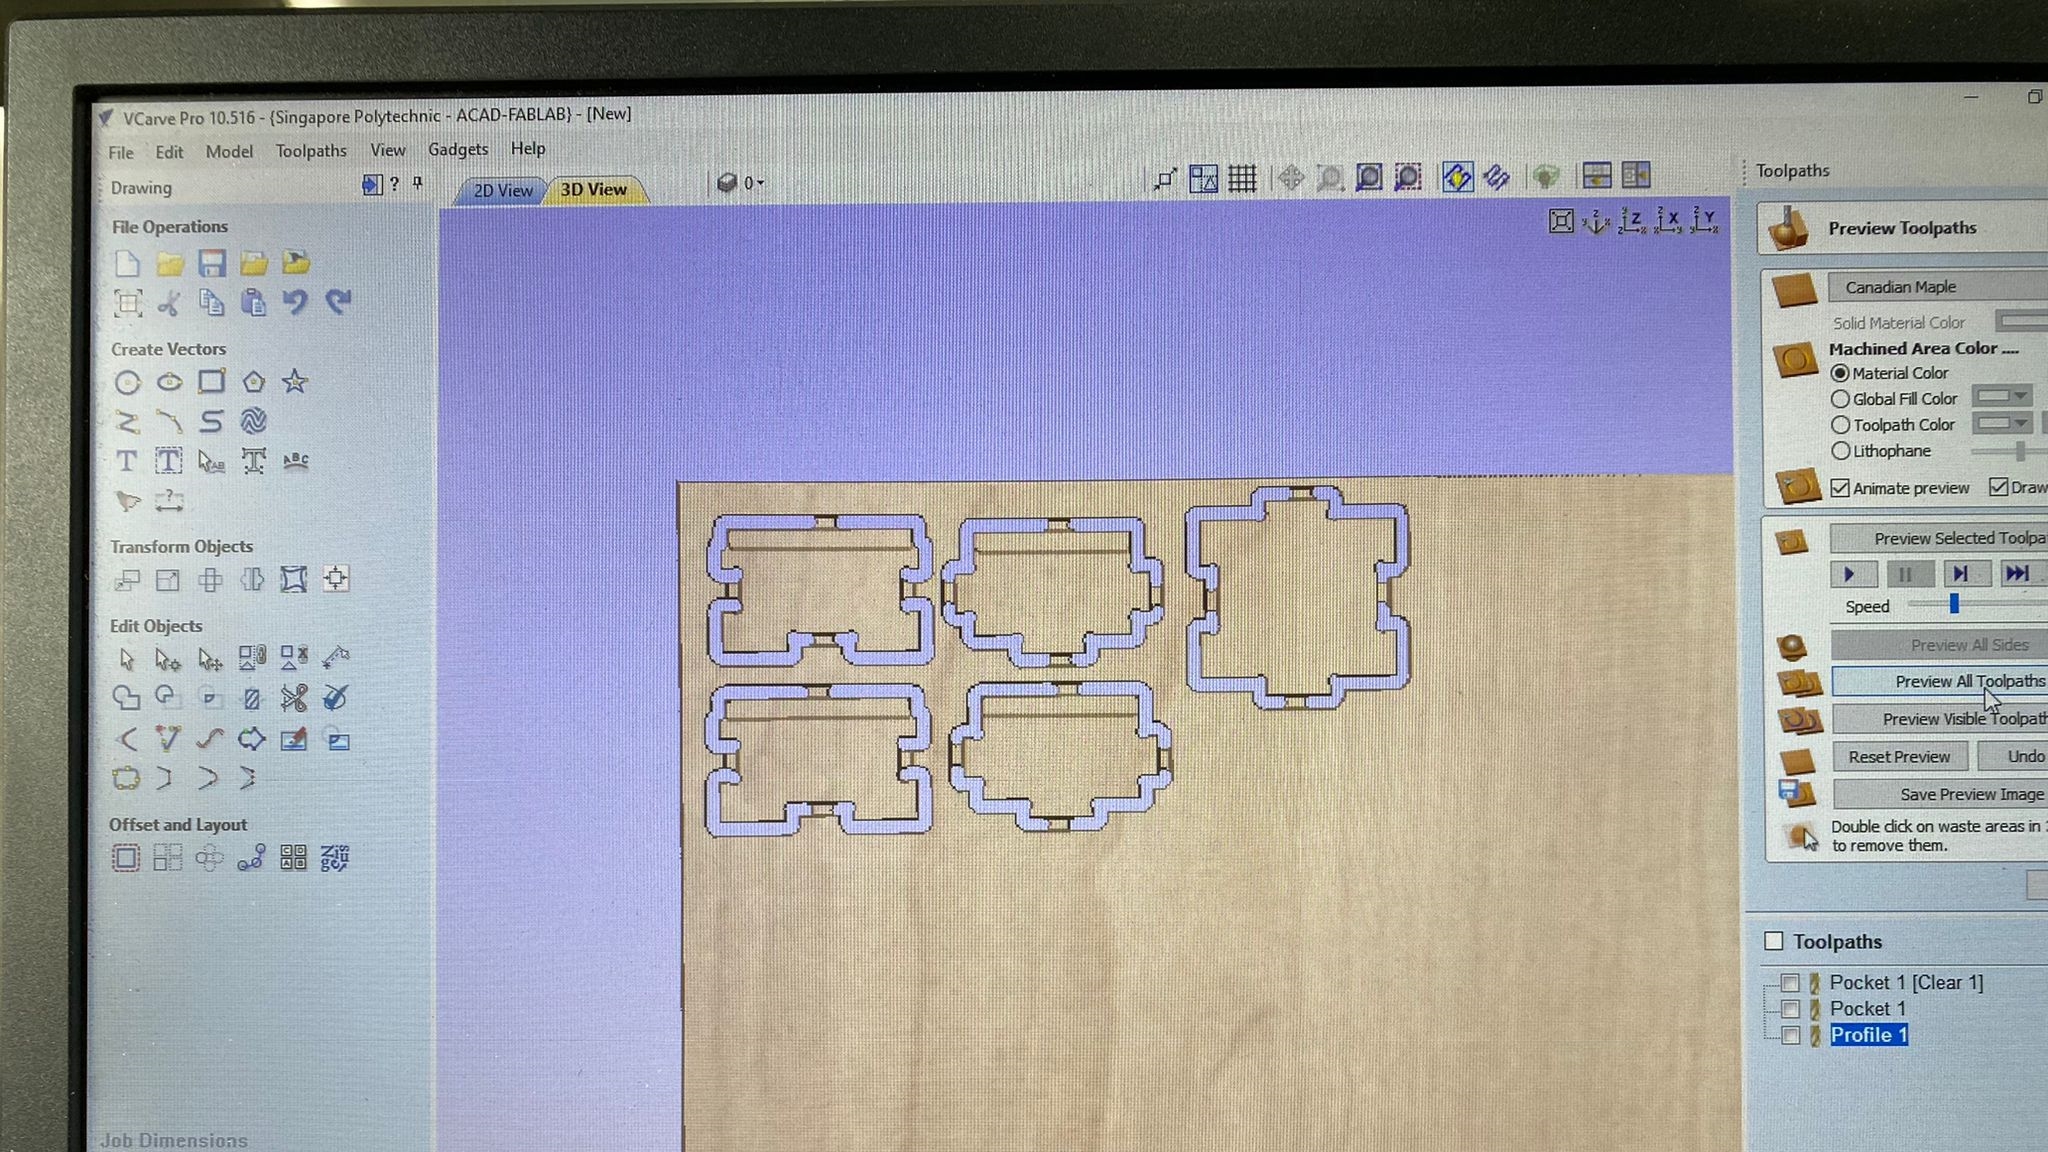 VCarve Pro 10.516 - {Singapore Polytechnic - ACAD-FABLAB} - [New]
File Edit Model Toolpaths View Gadgets Help
Drawing
?
2D View
3D View
0
File Operations
Create Vectors
Transform Objects
Edit Objects
Offset and Layout
Job Dimensions
Toolpaths
Preview Toolpaths
Canadian Maple
Solid Material Color
Machined Area Color ....
Material Color
Global Fill Color
Toolpath Color
Lithophane
Animate preview Draw
Preview Selected Toolpa
Speed
Preview All Sides
Preview All Toolpaths
Preview Visible Toolpath
Reset Preview Undo
Save Preview Image
Double click on waste areas in
to remove them.
Toolpaths
Pocket 1 [Clear 1]
Pocket 1
Profile 1